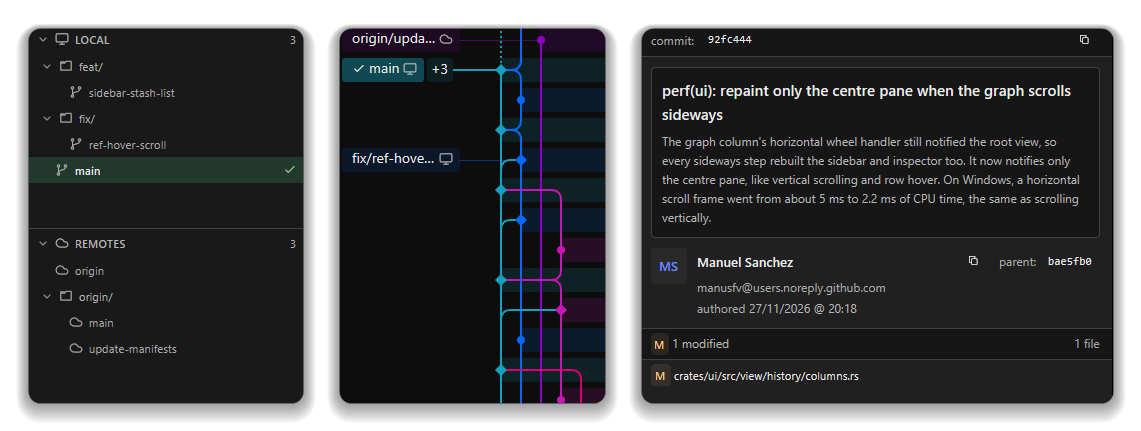 LOCAL 3
feat/
sidebar-stash-list
fix/
ref-hover-scroll
main
REMOTES 3
origin
origin/
main
update-manifests
origin/upda...
main +3
fix/ref-hove...
commit: 92fc444
perf(ui): repaint only the centre pane when the graph scrolls
sideways
The graph column's horizontal wheel handler still notified the root view, so
every sideways step rebuilt the sidebar and inspector too. It now notifies only
the centre pane, like vertical scrolling and row hover. On Windows, a horizontal
scroll frame went from about 5 ms to 2.2 ms of CPU time, the same as scrolling
vertically.
MS
Manuel Sanchez parent: bae5fb0
manusfv@users.noreply.github.com
authored 27/11/2026 @ 20:18
M 1 modified 1 file
M crates/ui/src/view/history/columns.rs